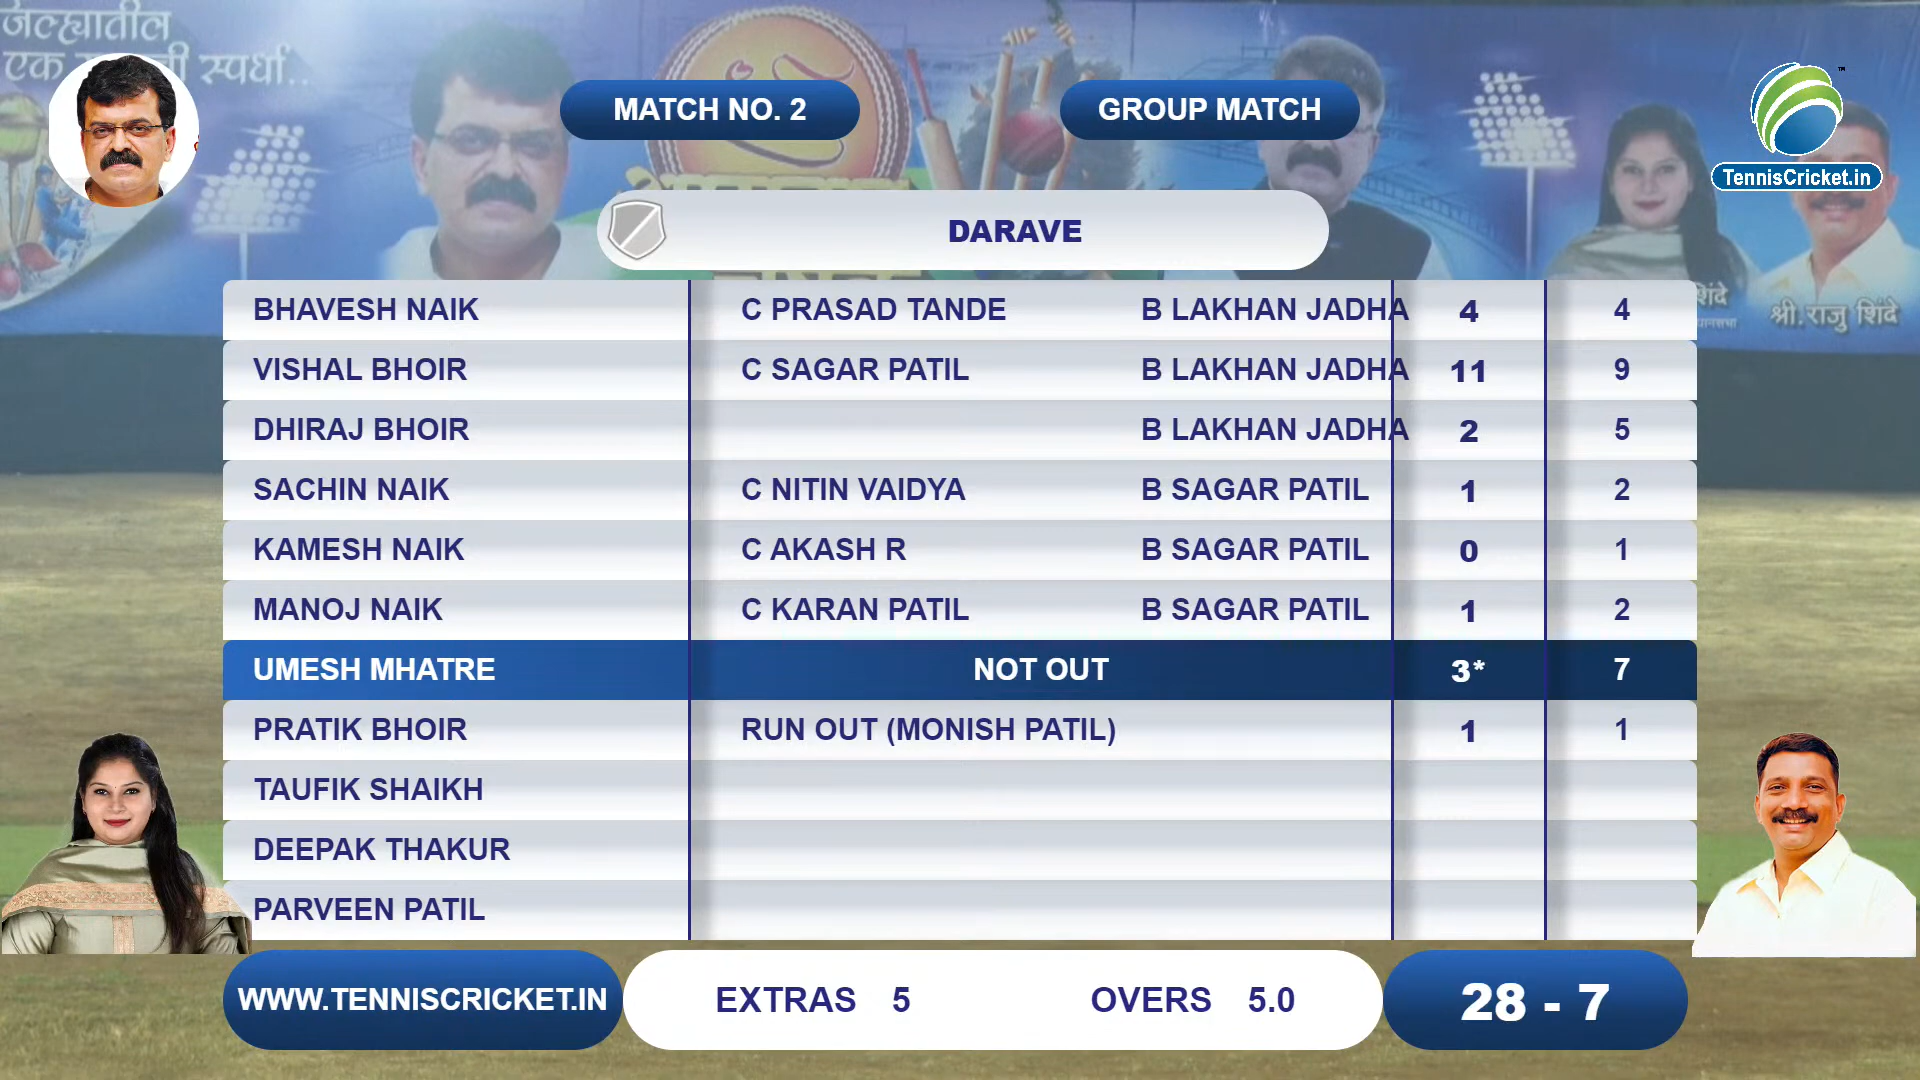 जिल्ह्यातील
एक स्पर्धा..
MATCH NO. 2
GROUP MATCH
TM
TennisCricket.in
DARAVE
BHAVESH NAIK C PRASAD TANDE B LAKHAN JADHA 4 4
शिंदे
श्री. राजु शिंदे
VISHAL BHOIR C SAGAR PATIL B LAKHAN JADHA 11 9
DHIRAJ BHOIR B LAKHAN JADHA 2 5
SACHIN NAIK C NITIN VAIDYA B SAGAR PATIL 1 2
KAMESH NAIK C AKASH R B SAGAR PATIL 0 1
MANOJ NAIK C KARAN PATIL B SAGAR PATIL 1 2
UMESH MHATRE NOT OUT 3* 7
PRATIK BHOIR RUN OUT (MONISH PATIL) 1 1
TAUFIK SHAIKH
DEEPAK THAKUR
PARVEEN PATIL
WWW.TENNISCRICKET.IN EXTRAS 5 OVERS 5.0 28 - 7